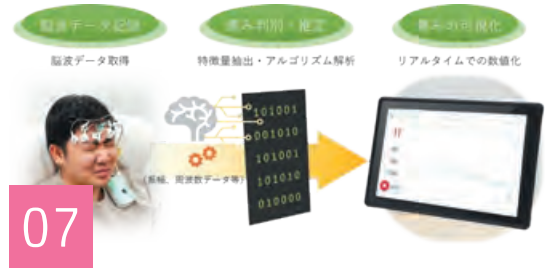 脳波データ記録
痛み判別・推定
痛みの可視化
脳波データ取得
特徴量抽出・アルゴリズム解析
リアルタイムでの数値化
101001
001010
101001
101010
010000
(振幅、周波数データ等)
07